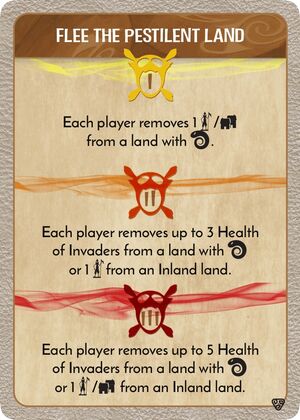 FLEE THE PESTILENT LAND
I
Each player removes 1 /
from a land with .
II
Each player removes up to 3 Health
of Invaders from a land with
or 1 from an Inland land.
III
Each player removes up to 5 Health
of Invaders from a land with
or 1 / from an Inland land.